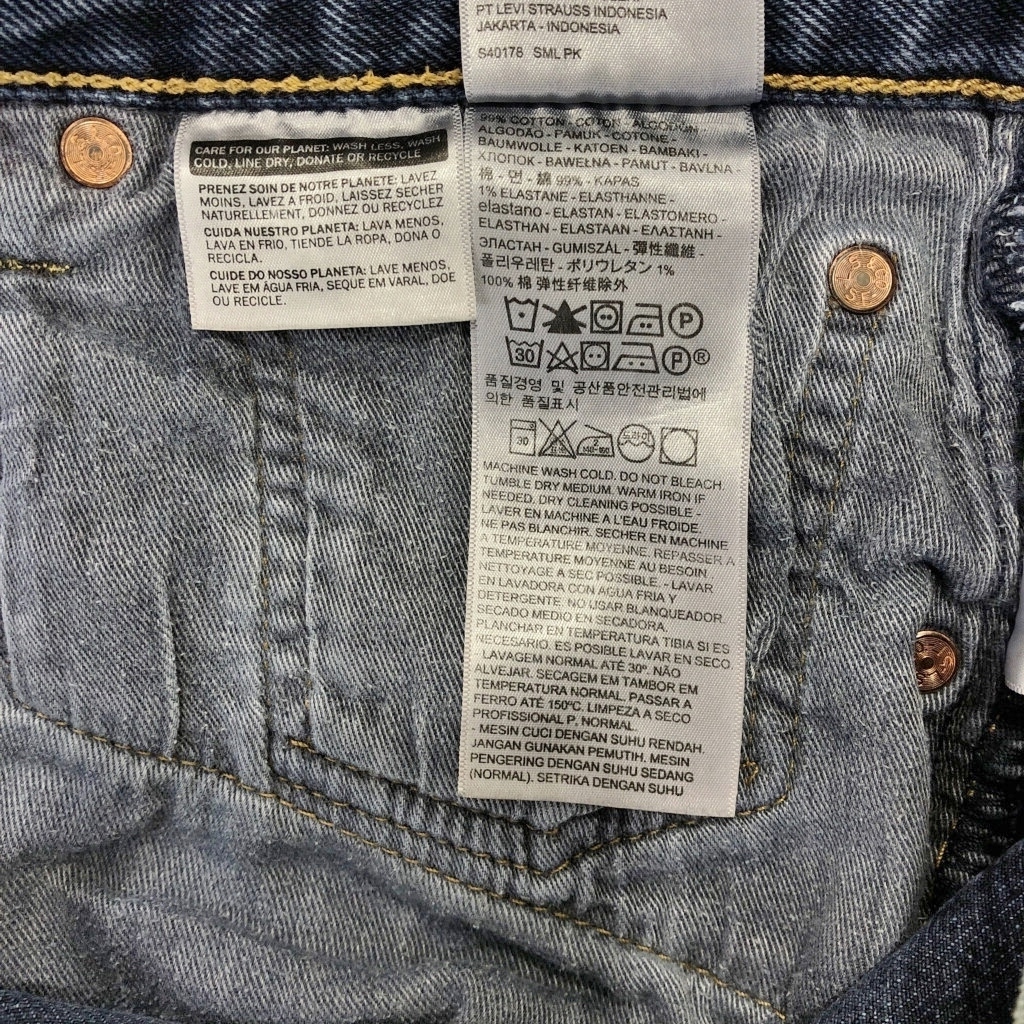 PT LEVI STRAUSS INDONESIA
JAKARTA - INDONESIA
S40178 SML PK
CARE FOR OUR PLANET: WASH LESS, WASH
COLD, LINE DRY, DONATE OR RECYCLE
PRENEZ SOIN DE NOTRE PLANETE: LAVEZ
MOINS, LAVEZ A FROID, LAISSEZ SECHER
NATURELLEMENT, DONNEZ OU RECYCLEZ
CUIDA NUESTRO PLANETA: LAVA MENOS,
LAVA EN FRIO, TIENDE LA ROPA, DONA O
RECICLA.
CUIDE DO NOSSO PLANETA: LAVE MENOS,
LAVE EM ÁGUA FRIA, SEQUE EM VARAL, DOE
OU RECICLE.
99% COTTON - COTON - ALGODON -
ALGODÃO - PAMUK - COTONE -
BAUMWOLLE - KATOEN - BAMBAKI -
ХЛОПОК - BAWEŁNA - PAMUT - BAVLNA -
棉 - 면 - 綿 99% - KAPAS
1% ELASTANE - ELASTHANNE -
elastano - ELASTAN - ELASTOMERO -
ELASTHAN - ELASTAAN - ΕΛΑΣΤΑΝΗ -
ЭЛАСТАН - GUMISZÁL - 彈性纖維 -
폴리우레탄 - ポリウレタン 1%
100% 棉 弹性纤维除外
P
30 P®
품질경영 및 공산품안전관리법에
의한 품질표시
30 드라이
MACHINE WASH COLD. DO NOT BLEACH.
TUMBLE DRY MEDIUM. WARM IRON IF
NEEDED. DRY CLEANING POSSIBLE -
LAVER EN MACHINE A L'EAU FROIDE.
NE PAS BLANCHIR. SECHER EN MACHINE
A TEMPERATURE MOYENNE. REPASSER A
TEMPERATURE MOYENNE AU BESOIN.
NETTOYAGE A SEC POSSIBLE. - LAVAR
EN LAVADORA CON AGUA FRIA Y
DETERGENTE. NO USAR BLANQUEADOR.
SECADO MEDIO EN SECADORA.
PLANCHAR EN TEMPERATURA TIBIA SI ES
NECESARIO. ES POSIBLE LAVAR EN SECO.
LAVAGEM NORMAL ATÉ 30º. NÃO
ALVEJAR. SECAGEM EM TAMBOR EM
TEMPERATURA NORMAL. PASSAR A
FERRO ATÉ 150ºC. LIMPEZA A SECO
PROFISSIONAL P, NORMAL.
- MESIN CUCI DENGAN SUHU RENDAH.
JANGAN GUNAKAN PEMUTIH. MESIN
PENGERING DENGAN SUHU SEDANG
(NORMAL). SETRIKA DENGAN SUHU